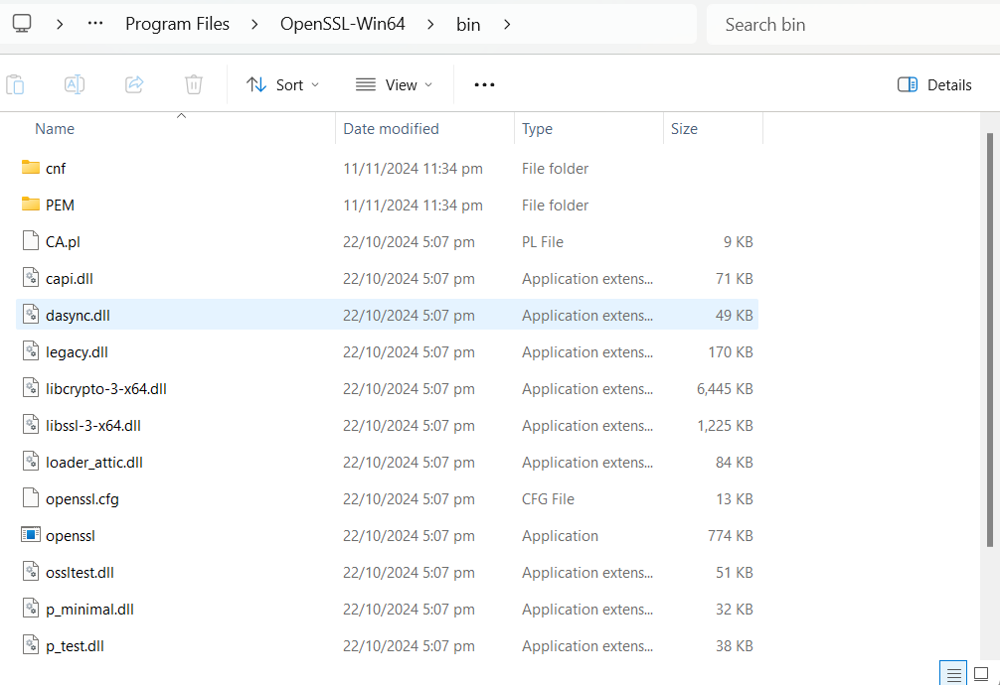 ... Program Files > OpenSSL-Win64 > bin > Search bin
Sort View ... Details
Name Date modified Type Size
cnf 11/11/2024 11:34 pm File folder
PEM 11/11/2024 11:34 pm File folder
CA.pl 22/10/2024 5:07 pm PL File 9 KB
capi.dll 22/10/2024 5:07 pm Application extens... 71 KB
dasync.dll 22/10/2024 5:07 pm Application extens... 49 KB
legacy.dll 22/10/2024 5:07 pm Application extens... 170 KB
libcrypto-3-x64.dll 22/10/2024 5:07 pm Application extens... 6,445 KB
libssl-3-x64.dll 22/10/2024 5:07 pm Application extens... 1,225 KB
loader_attic.dll 22/10/2024 5:07 pm Application extens... 84 KB
openssl.cfg 22/10/2024 5:07 pm CFG File 13 KB
openssl 22/10/2024 5:07 pm Application 774 KB
ossltest.dll 22/10/2024 5:07 pm Application extens... 51 KB
p_minimal.dll 22/10/2024 5:07 pm Application extens... 32 KB
p_test.dll 22/10/2024 5:07 pm Application extens... 38 KB